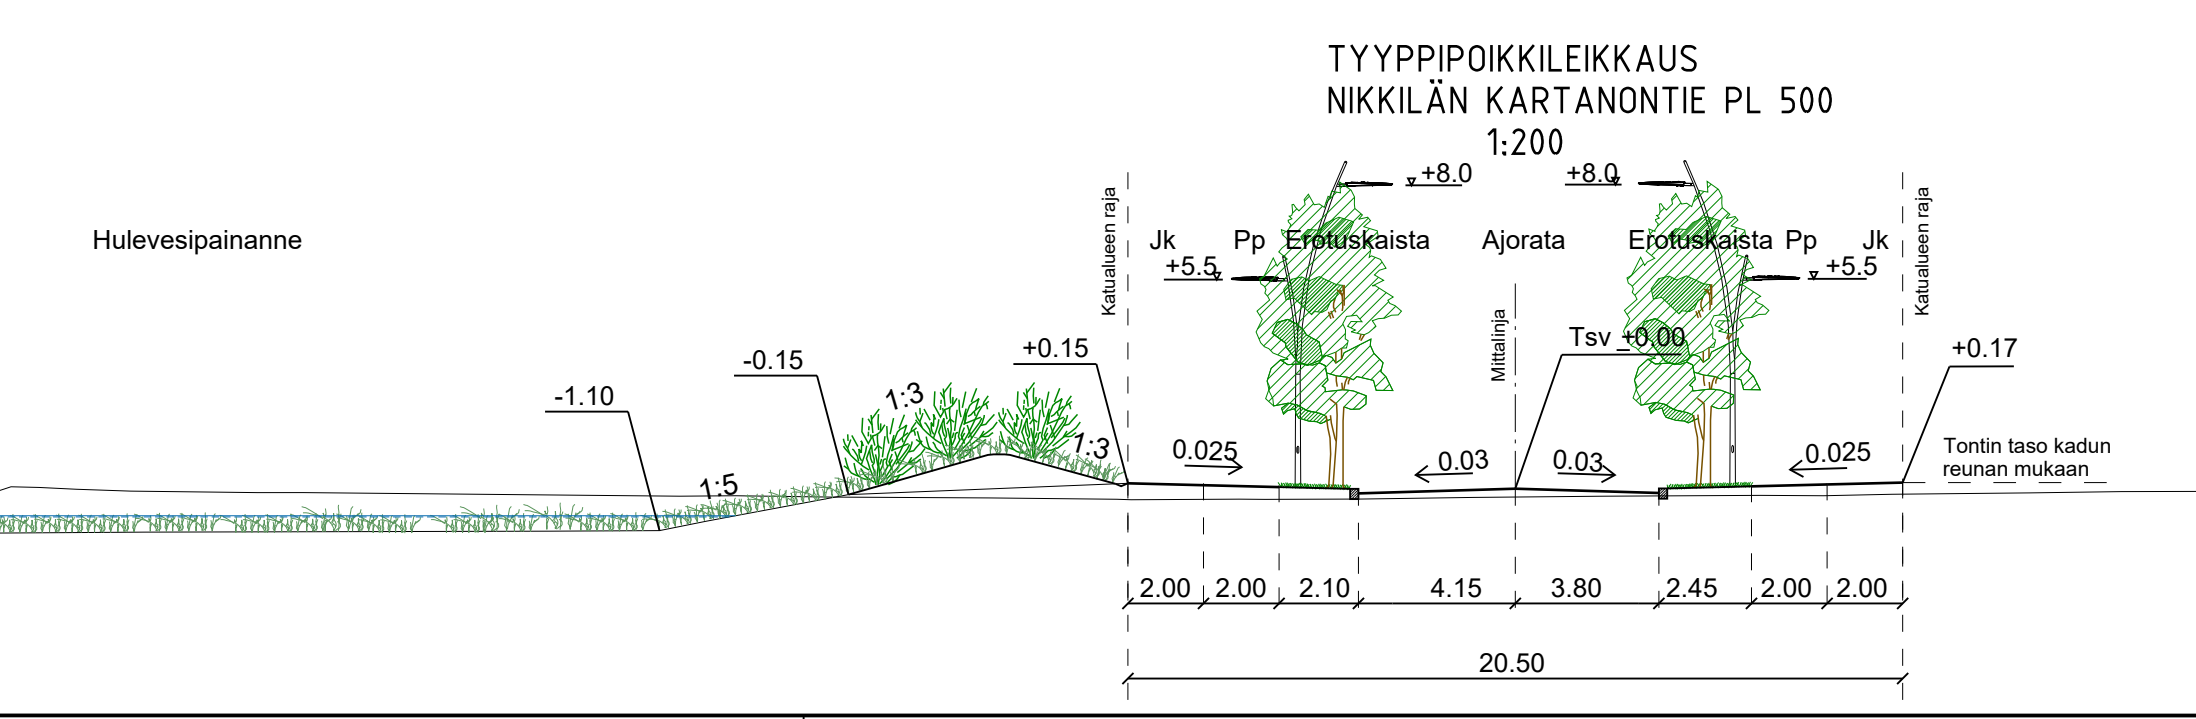 TYYPPIPOIKKILEIKKAUS
NIKKILÄN KARTANONTIE PL 500
1:200
+8.0
+8.0
Katualueen raja
Katualueen raja
Hulevesipainanne
Jk
Pp
Erotuskaista
Ajorata
Erotuskaista
Pp
Jk
+5.5
+5.5
Mittalinja
Tsv +0.00
-0.15
+0.15
+0.17
-1.10
1:3
1:3
0.025
0.03
0.03
0.025
Tontin taso kadun
reunan mukaan
1:5
2.00
2.00
2.10
4.15
3.80
2.45
2.00
2.00
20.50